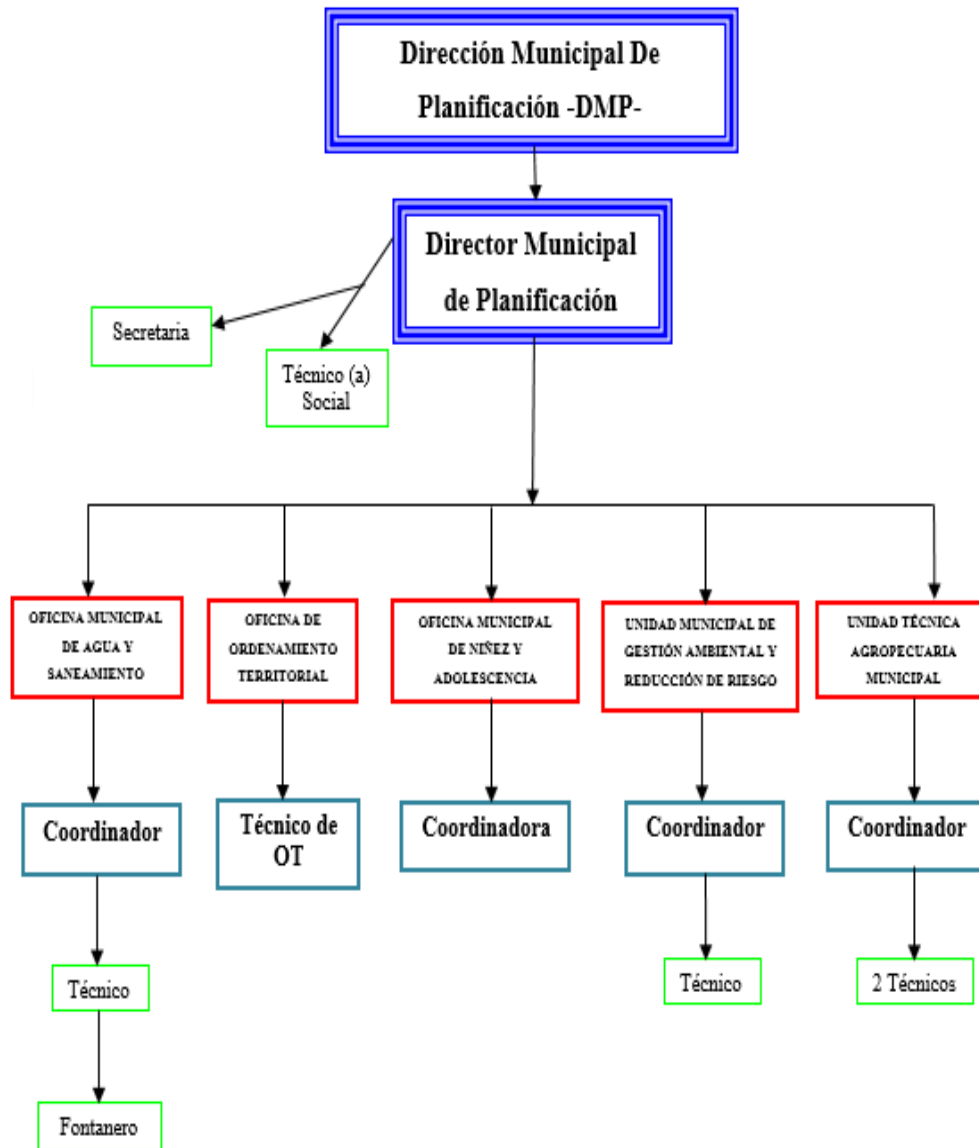 Dirección Municipal De
Planificación -DMP-
Director Municipal
de Planificación
Secretaria
Técnico (a)
Social
OFICINA MUNICIPAL
DE AGUA Y
SANEAMIENTO
OFICINA DE
ORDENAMIENTO
TERRITORIAL
OFICINA MUNICIPAL
DE NIÑEZ Y
ADOLESCENCIA
UNIDAD MUNICIPAL DE
GESTIÓN AMBIENTAL Y
REDUCCIÓN DE RIESGO
UNIDAD TÉCNICA
AGROPECUARIA
MUNICIPAL
Coordinador
Técnico de
OT
Coordinadora
Coordinador
Coordinador
Técnico
Técnico
2 Técnicos
Fontanero